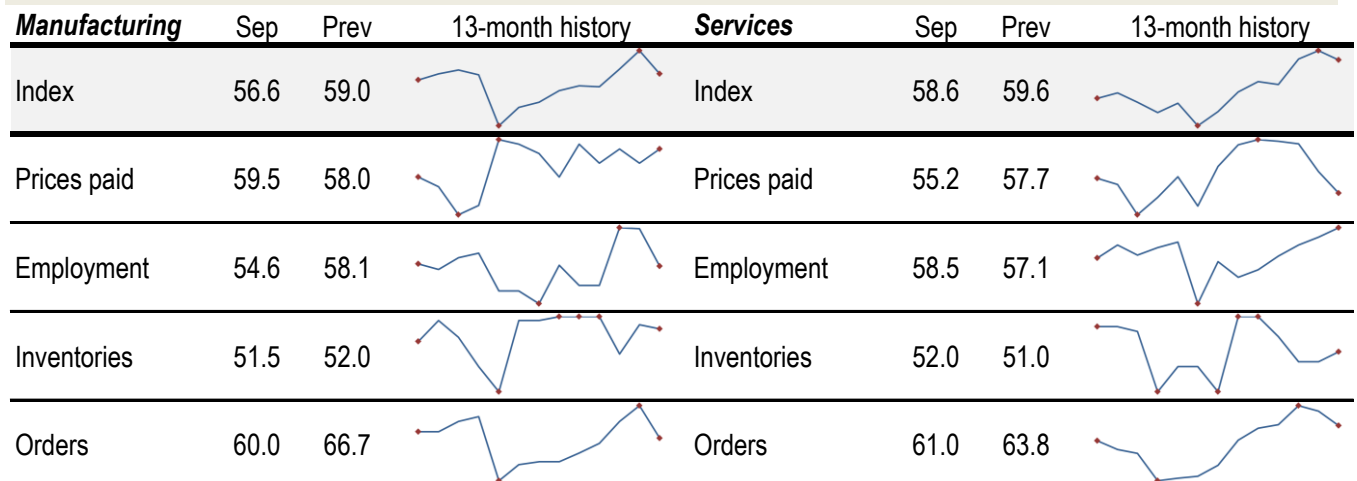 Manufacturing Sep Prev 13-month history Services Sep Prev 13-month history
Index 56.6 59.0 Index 58.6 59.6
Prices paid 59.5 58.0 Prices paid 55.2 57.7
Employment 54.6 58.1 Employment 58.5 57.1
Inventories 51.5 52.0 Inventories 52.0 51.0
Orders 60.0 66.7 Orders 61.0 63.8